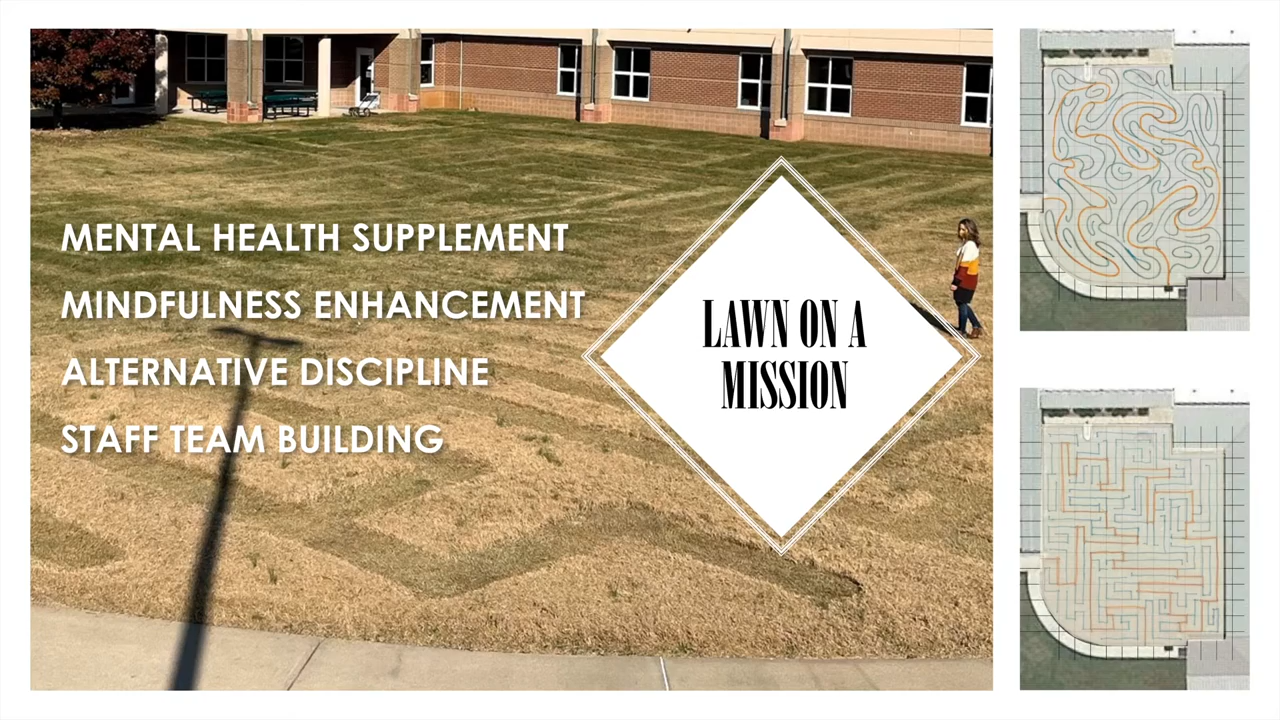 MENTAL HEALTH SUPPLEMENT
MINDFULNESS ENHANCEMENT
ALTERNATIVE DISCIPLINE
STAFF TEAM BUILDING
LAWN ON A
MISSION